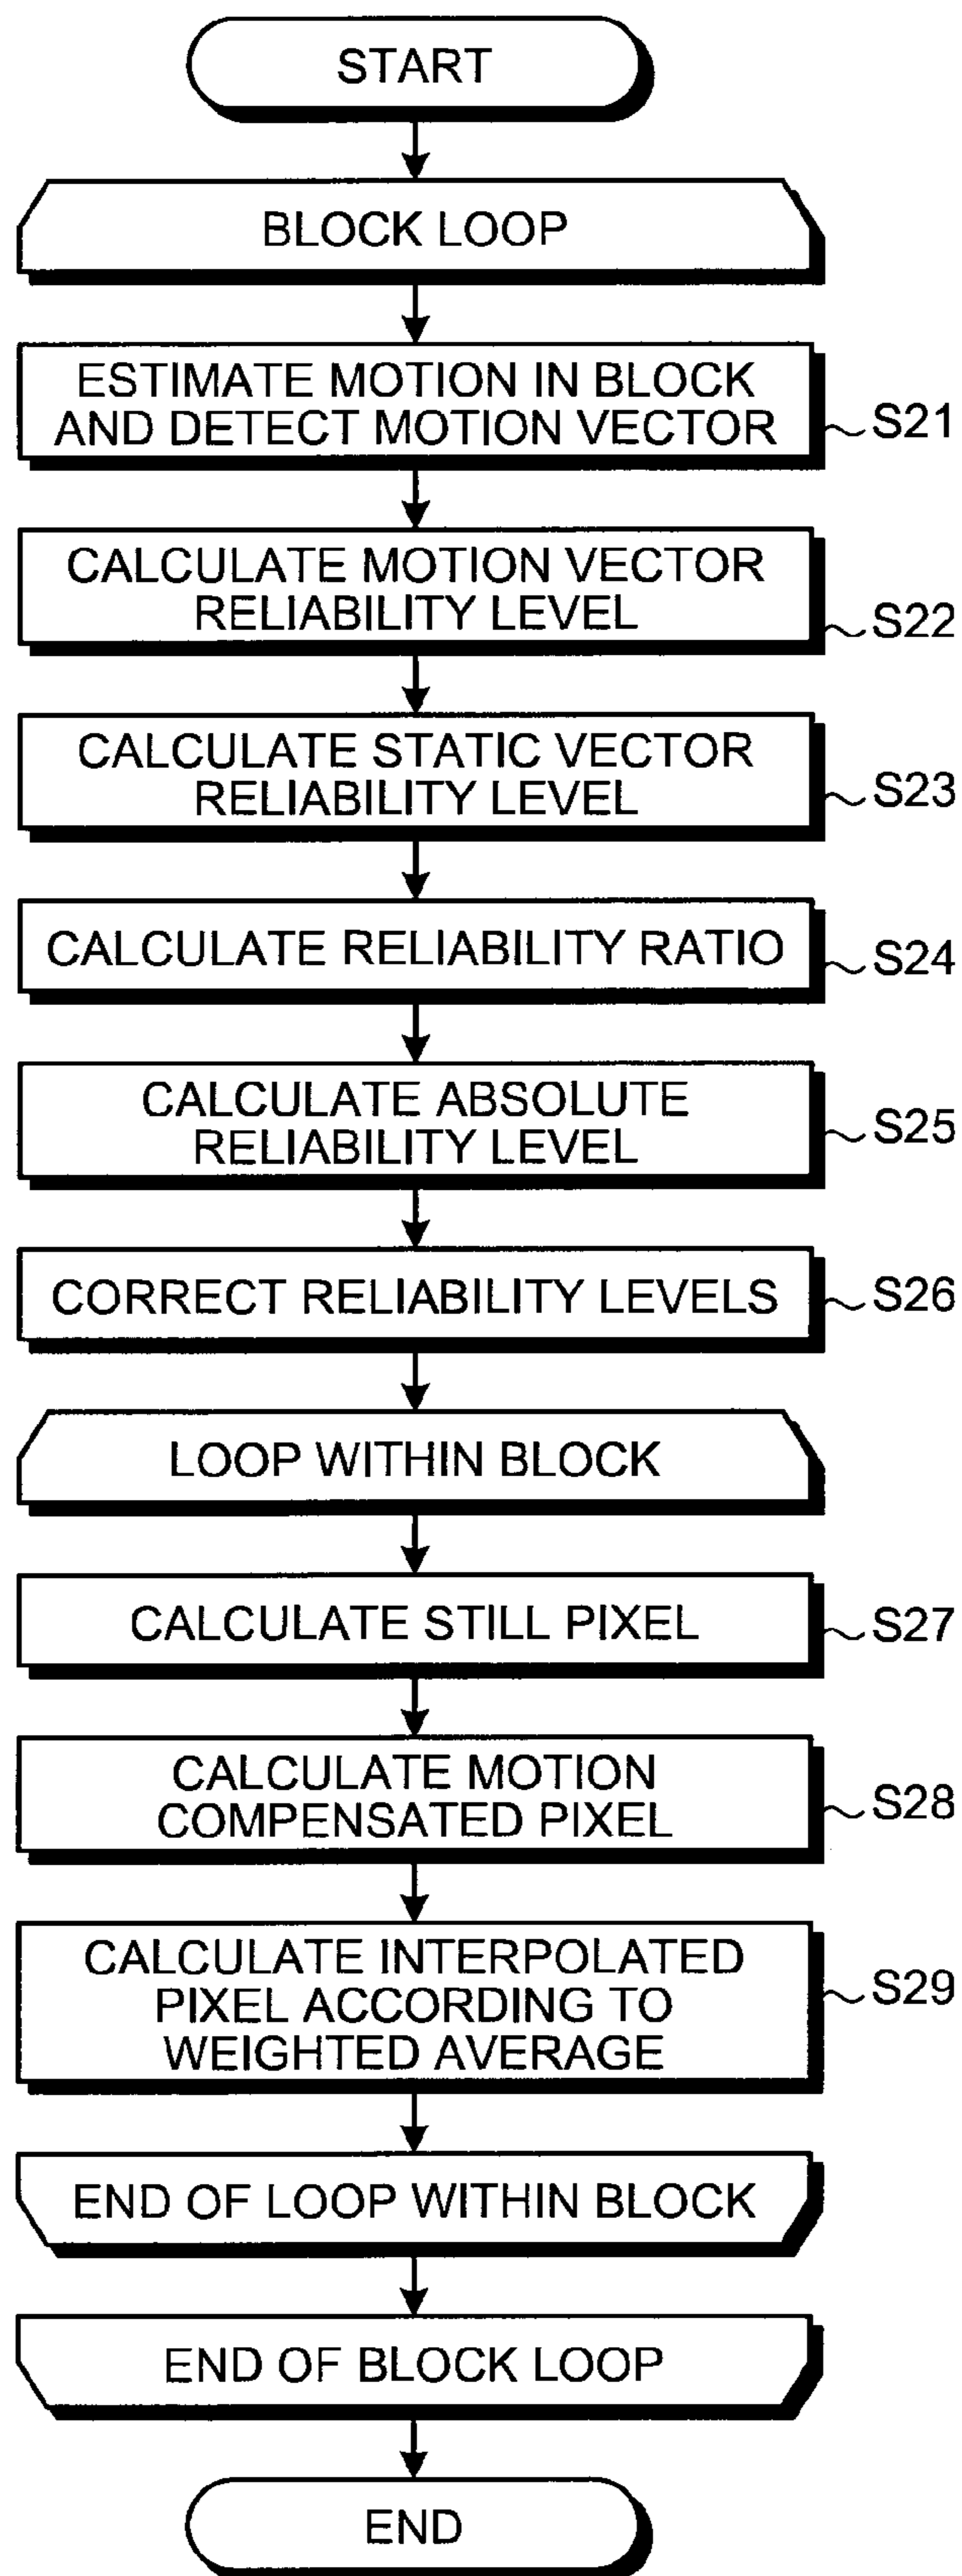 START
BLOCK LOOP
ESTIMATE MOTION IN BLOCK
AND DETECT MOTION VECTOR
S21
CALCULATE MOTION VECTOR
RELIABILITY LEVEL
S22
CALCULATE STATIC VECTOR
RELIABILITY LEVEL
S23
CALCULATE RELIABILITY RATIO
S24
CALCULATE ABSOLUTE
RELIABILITY LEVEL
S25
CORRECT RELIABILITY LEVELS
S26
LOOP WITHIN BLOCK
CALCULATE STILL PIXEL
S27
CALCULATE MOTION
COMPENSATED PIXEL
S28
CALCULATE INTERPOLATED
PIXEL ACCORDING TO
WEIGHTED AVERAGE
S29
END OF LOOP WITHIN BLOCK
END OF BLOCK LOOP
END